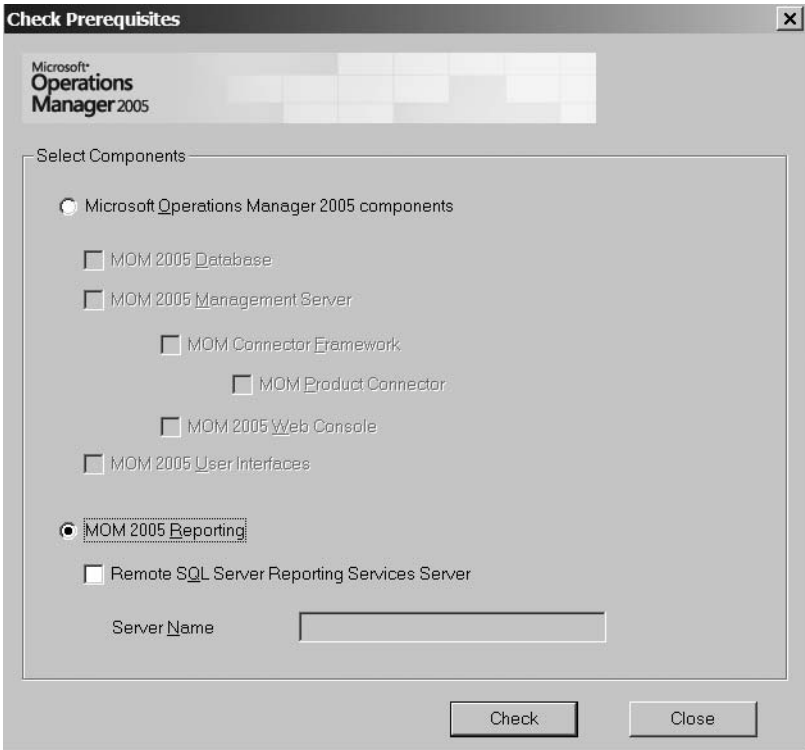 Check Prerequisites
Microsoft®
Operations
Manager 2005
Select Components
Microsoft Operations Manager 2005 components
MOM 2005 Database
MOM 2005 Management Server
MOM Connector Framework
MOM Product Connector
MOM 2005 Web Console
MOM 2005 User Interfaces
MOM 2005 Reporting
Remote SQL Server Reporting Services Server
Server Name
Check Close